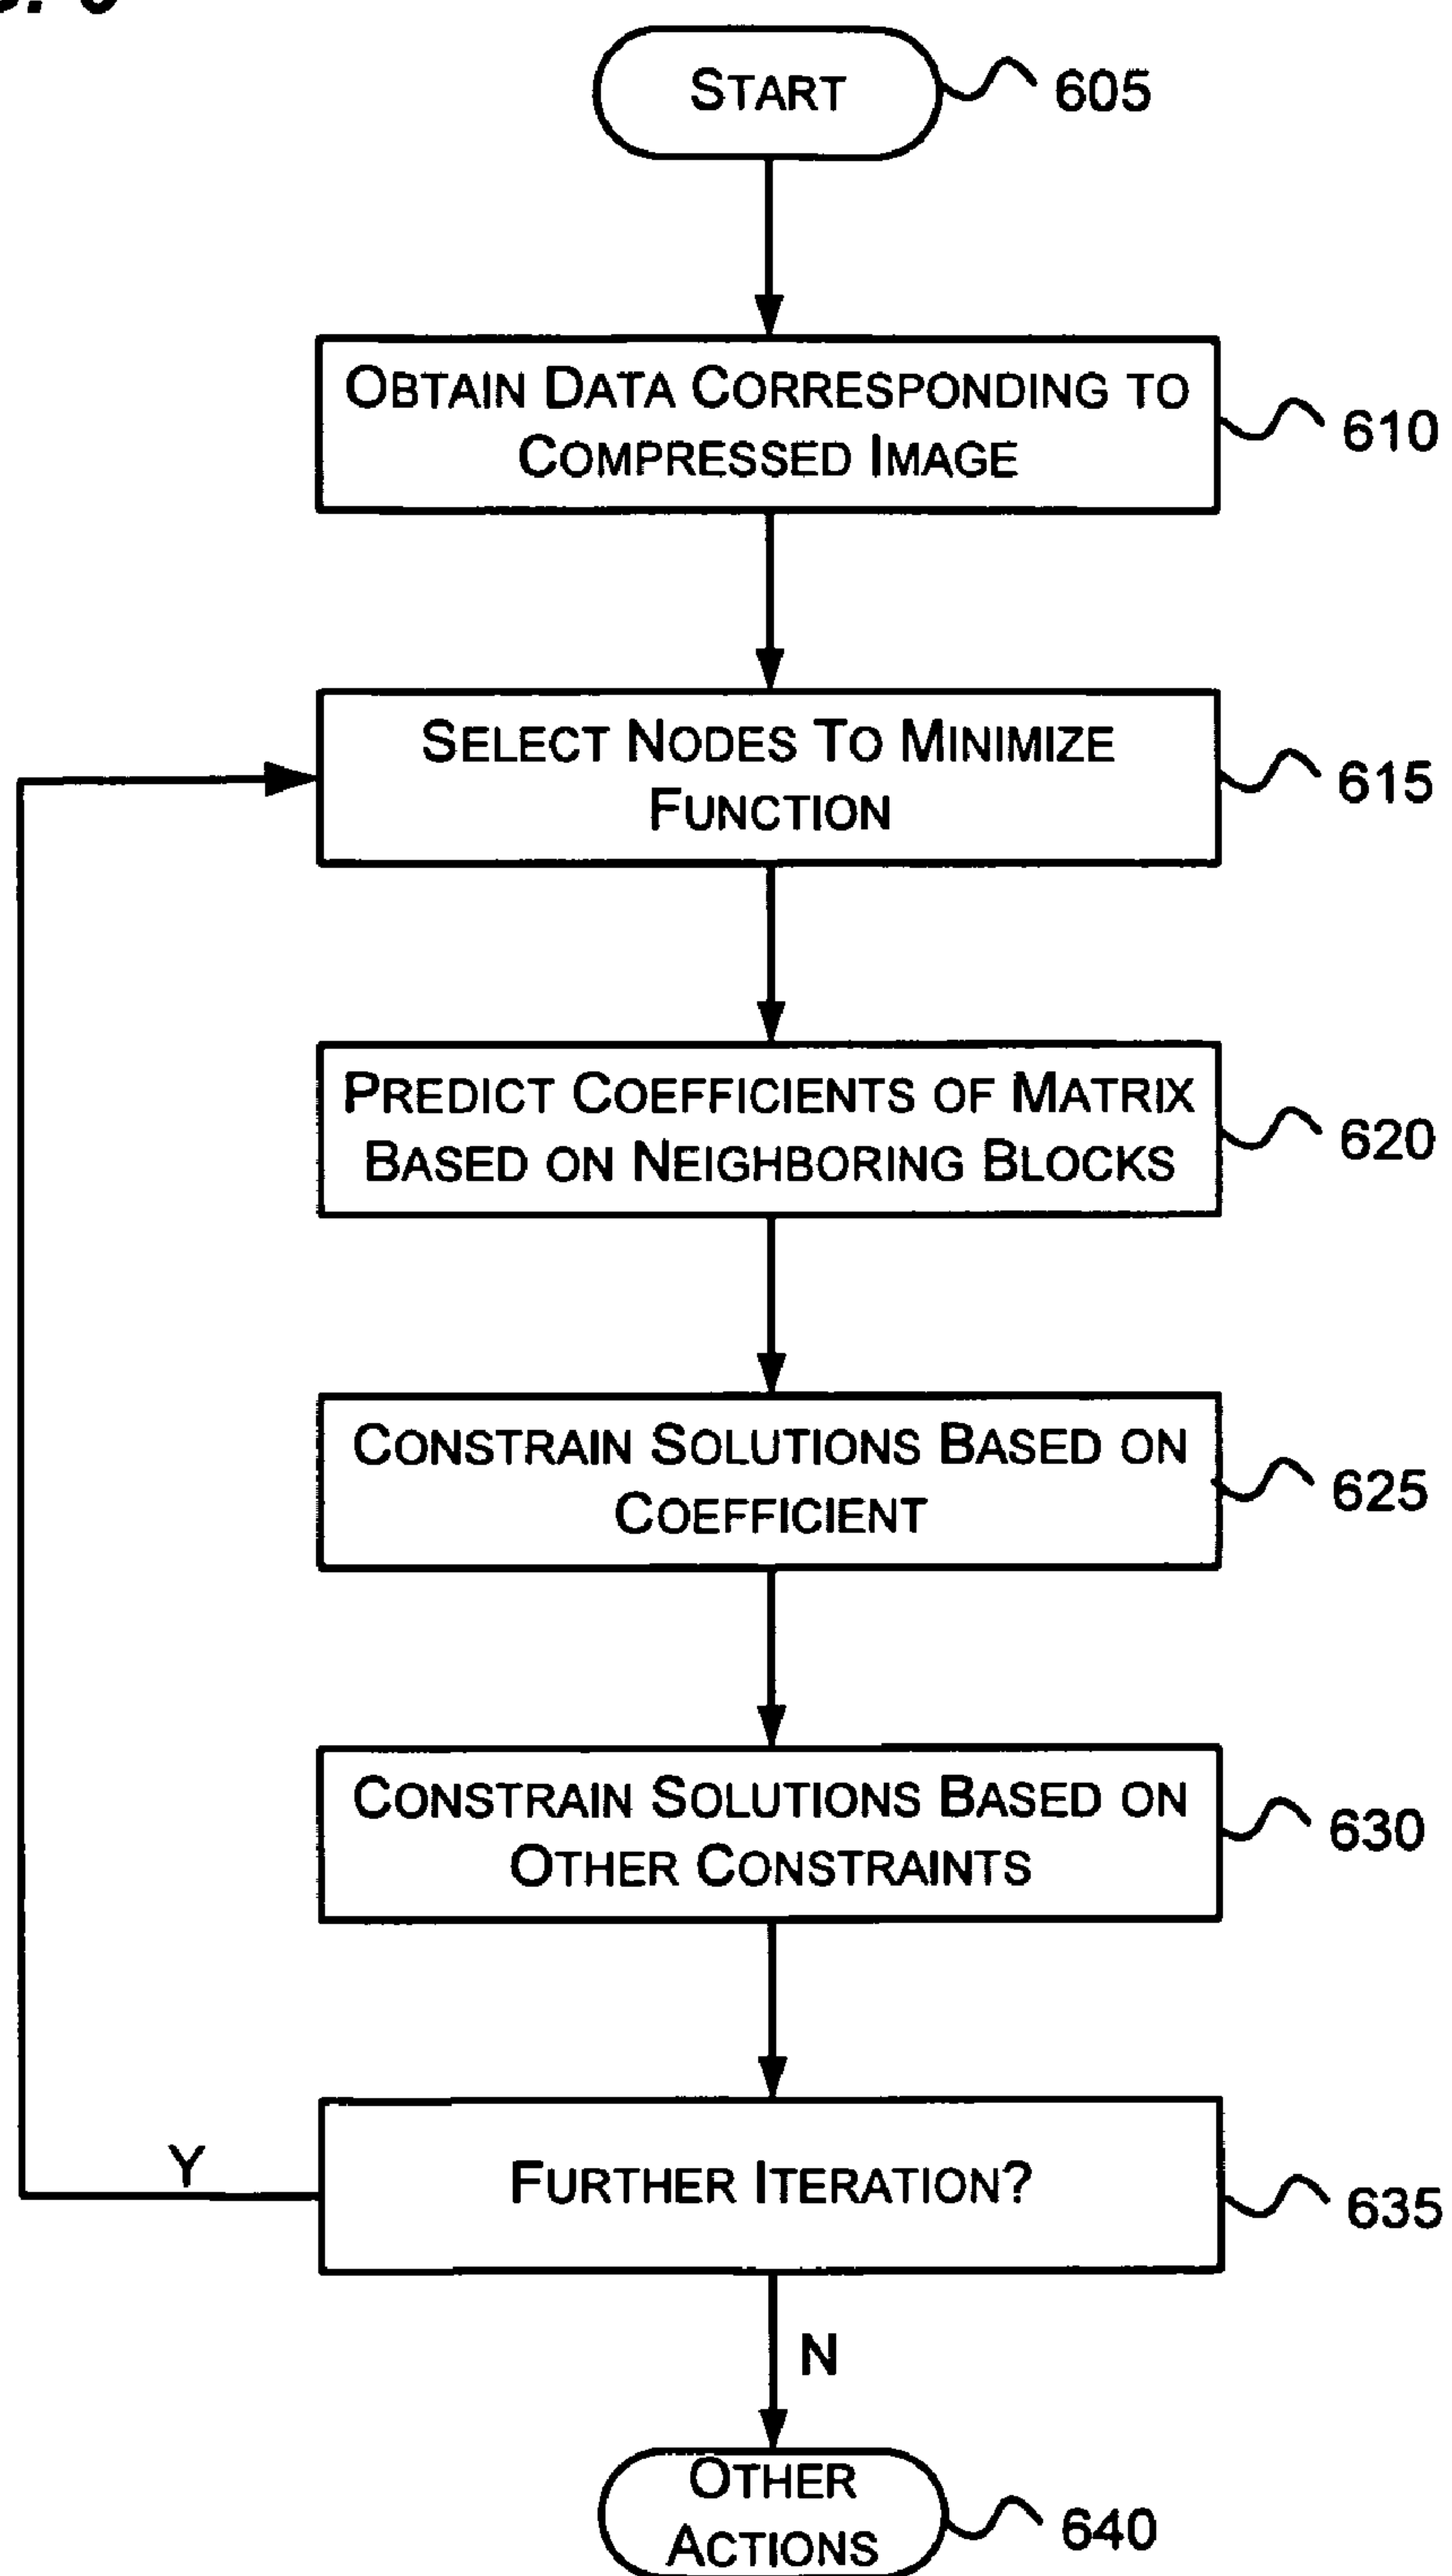 START
605
OBTAIN DATA CORRESPONDING TO
COMPRESSED IMAGE
610
SELECT NODES TO MINIMIZE
FUNCTION
615
PREDICT COEFFICIENTS OF MATRIX
BASED ON NEIGHBORING BLOCKS
620
CONSTRAIN SOLUTIONS BASED ON
COEFFICIENT
625
CONSTRAIN SOLUTIONS BASED ON
OTHER CONSTRAINTS
630
FURTHER ITERATION?
635
Y
N
OTHER
ACTIONS
640